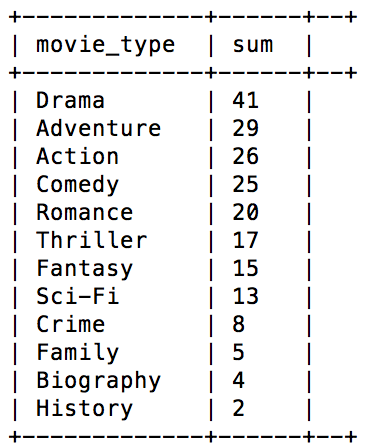 +--------------+------+--+
| movie_type | sum |
+--------------+------+--+
| Drama | 41 |
| Adventure | 29 |
| Action | 26 |
| Comedy | 25 |
| Romance | 20 |
| Thriller | 17 |
| Fantasy | 15 |
| Sci-Fi | 13 |
| Crime | 8 |
| Family | 5 |
| Biography | 4 |
| History | 2 |
+--------------+------+--+